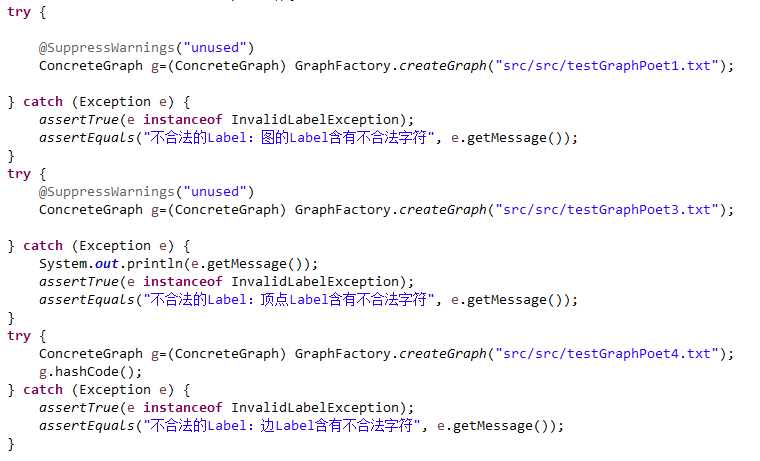 try {
@SuppressWarnings("unused")
ConcreteGraph g=(ConcreteGraph) GraphFactory.createGraph("src/src/testGraphPoet1.txt");
} catch (Exception e) {
assertTrue(e instanceof InvalidLabelException);
assertEquals("不合法的Label：图的Label含有不合法字符", e.getMessage());
}
try {
@SuppressWarnings("unused")
ConcreteGraph g=(ConcreteGraph) GraphFactory.createGraph("src/src/testGraphPoet3.txt");
} catch (Exception e) {
System.out.println(e.getMessage());
assertTrue(e instanceof InvalidLabelException);
assertEquals("不合法的Label：顶点Label含有不合法字符", e.getMessage());
}
try {
ConcreteGraph g=(ConcreteGraph) GraphFactory.createGraph("src/src/testGraphPoet4.txt");
g.hashCode();
} catch (Exception e) {
assertTrue(e instanceof InvalidLabelException);
assertEquals("不合法的Label：边Label含有不合法字符", e.getMessage());
}